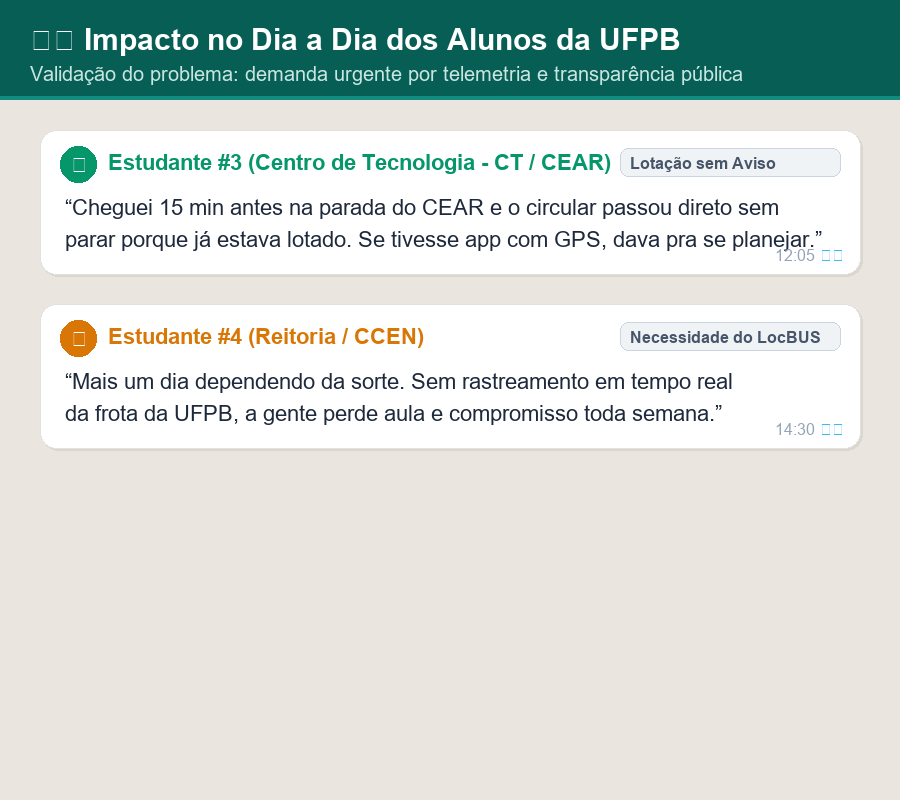 Impacto no Dia a Dia dos Alunos da UFPB
Validação do problema: demanda urgente por telemetria e transparência pública
Estudante #3 (Centro de Tecnologia - CT / CEAR)
Lotação sem Aviso
“Cheguei 15 min antes na parada do CEAR e o circular passou direto sem
parar porque já estava lotado. Se tivesse app com GPS, dava pra se planejar.”
12:05
Estudante #4 (Reitoria / CCEN)
Necessidade do LocBUS
“Mais um dia dependendo da sorte. Sem rastreamento em tempo real
da frota da UFPB, a gente perde aula e compromisso toda semana.”
14:30